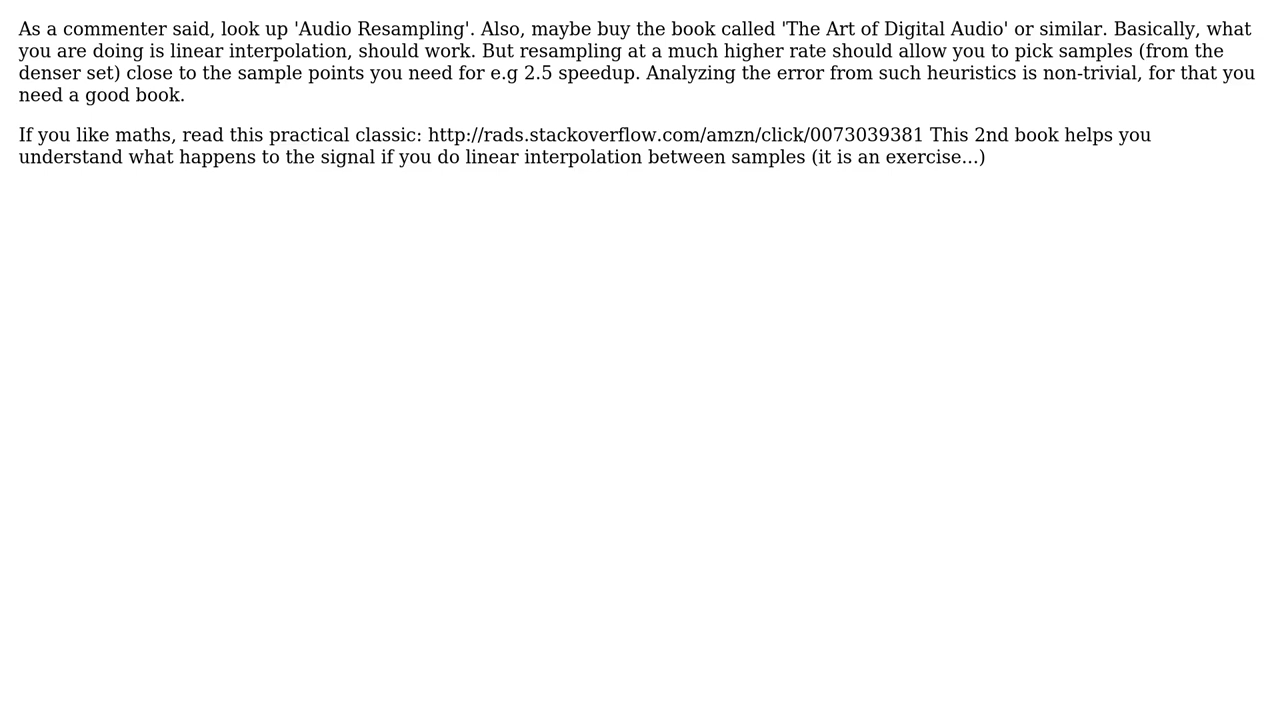 As a commenter said, look up 'Audio Resampling'. Also, maybe buy the book called 'The Art of Digital Audio' or similar. Basically, what
you are doing is linear interpolation, should work. But resampling at a much higher rate should allow you to pick samples (from the
denser set) close to the sample points you need for e.g 2.5 speedup. Analyzing the error from such heuristics is non-trivial, for that you
need a good book.
If you like maths, read this practical classic: http://rads.stackoverflow.com/amzn/click/0073039381 This 2nd book helps you
understand what happens to the signal if you do linear interpolation between samples (it is an exercise...)